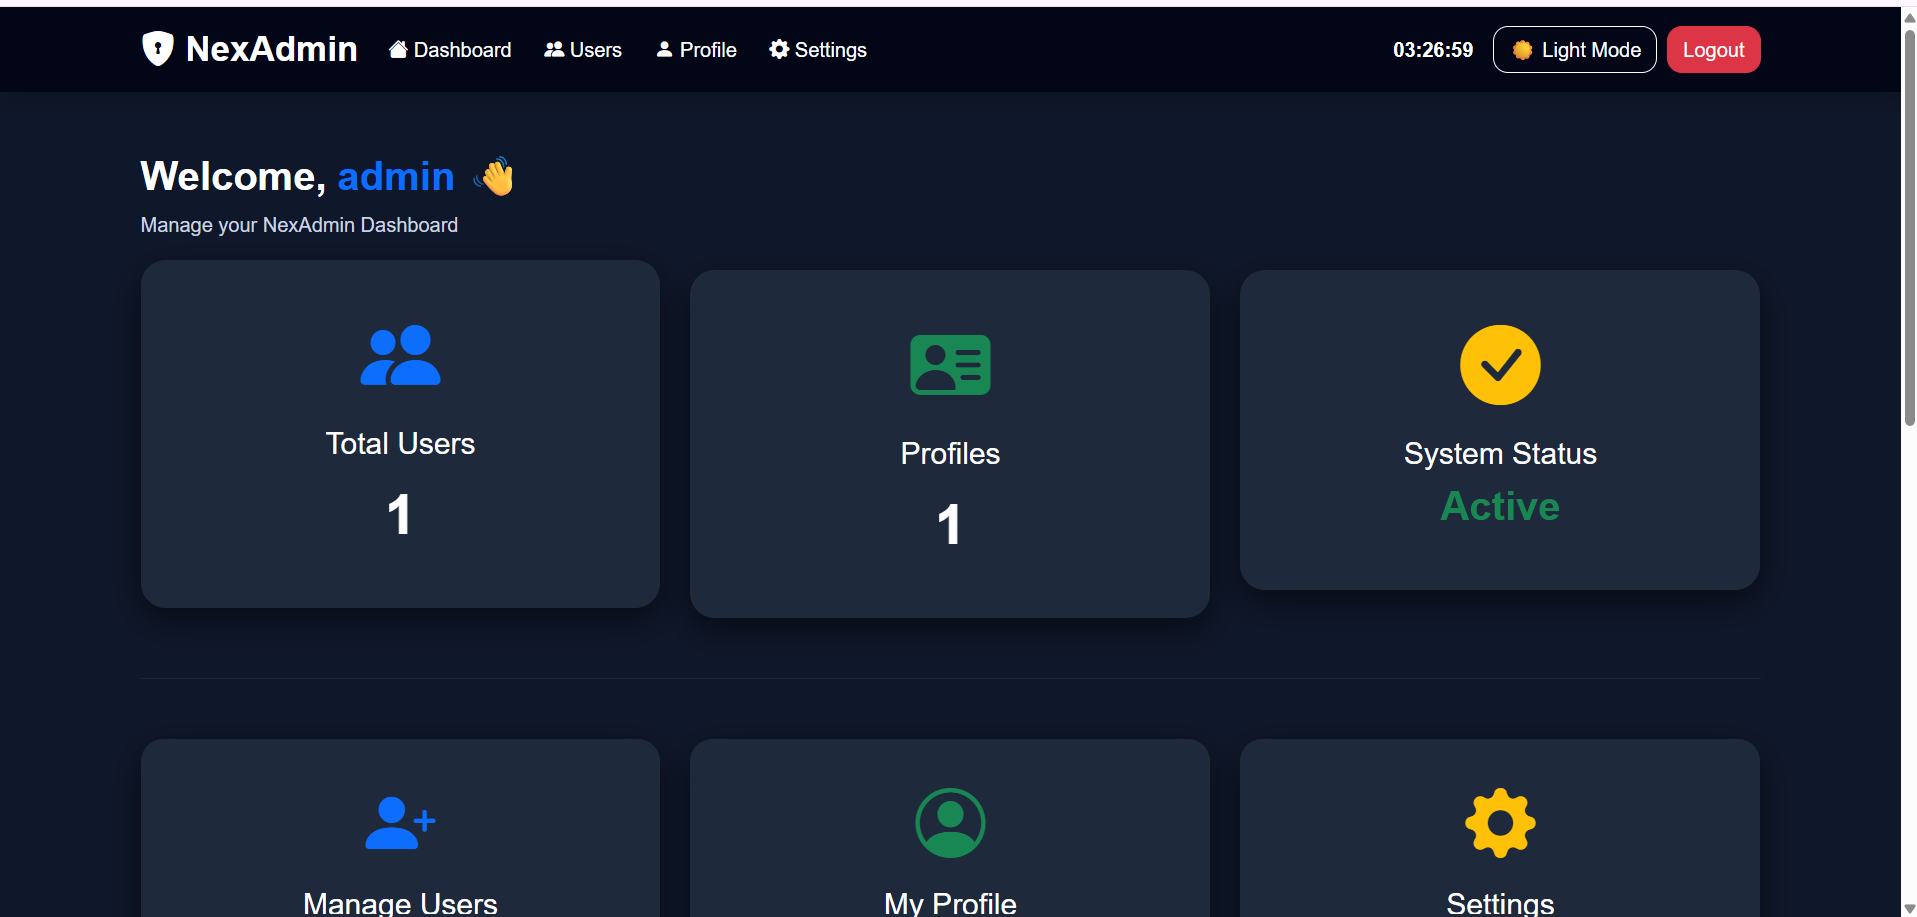 NexAdmin Dashboard Users Profile Settings 03:26:59 Light Mode Logout
Welcome, admin 👋
Manage your NexAdmin Dashboard
Total Users
1
Profiles
1
System Status
Active
Manage Users
My Profile
Settings